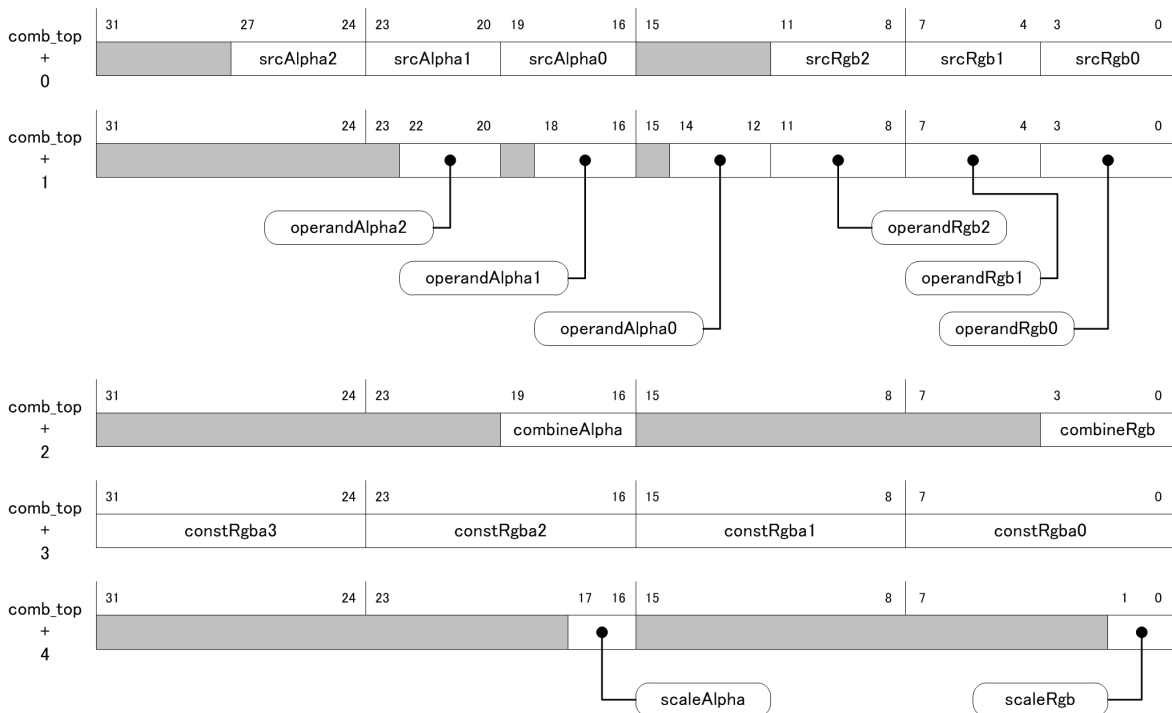 comb_top
+
0
31 27 24 23 20 19 16 15 11 8 7 4 3 0
srcAlpha2 srcAlpha1 srcAlpha0 srcRgb2 srcRgb1 srcRgb0
comb_top
+
1
31 24 23 22 20 18 16 15 14 12 11 8 7 4 3 0
operandAlpha2 operandRgb2
operandAlpha1 operandRgb1
operandAlpha0 operandRgb0
comb_top
+
2
31 24 23 19 16 15 8 7 3 0
combineAlpha combineRgb
comb_top
+
3
31 24 23 16 15 8 7 0
constRgba3 constRgba2 constRgba1 constRgba0
comb_top
+
4
31 24 23 17 16 15 8 7 1 0
scaleAlpha scaleRgb